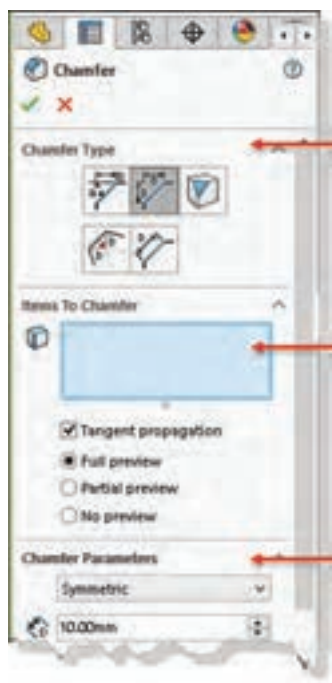 Chamfer
Chamfer Type
Items To Chamfer
Tangent propagation
Full preview
Partial preview
No preview
Chamfer Parameters
Symmetric
10.00mm